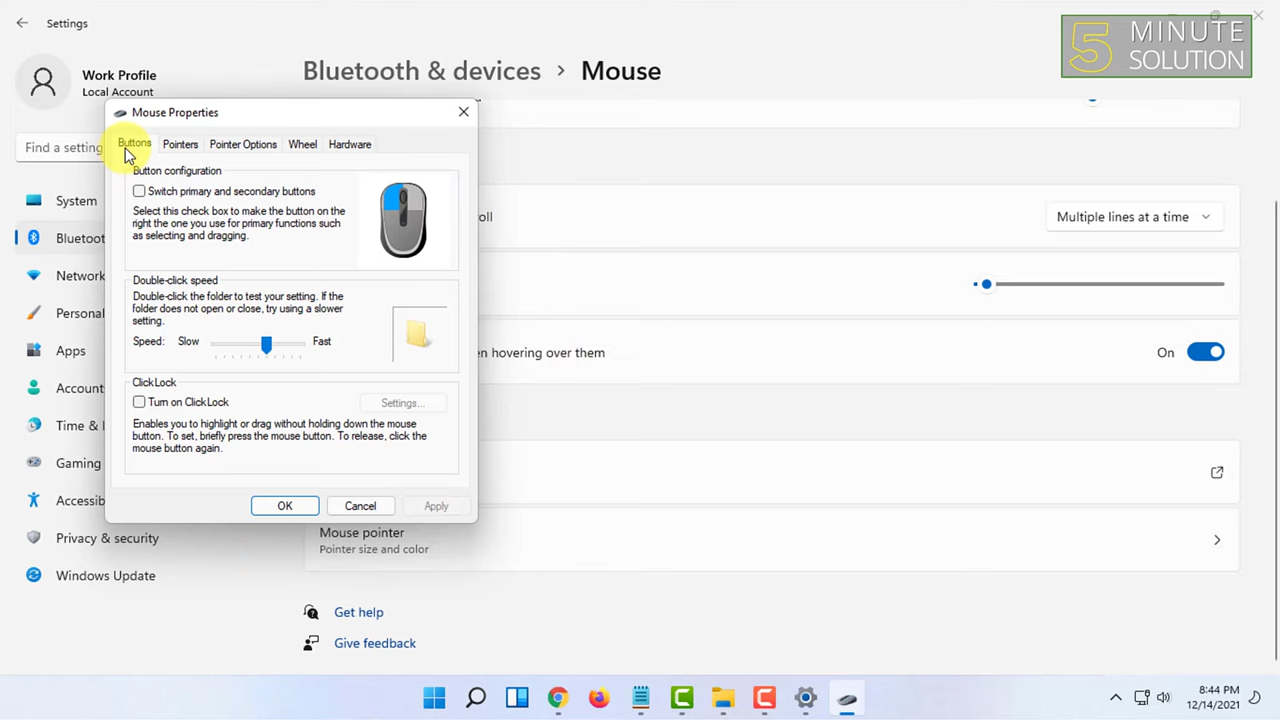 Settings
5 MINUTE
SOLUTION
Work Profile
Local Account
Bluetooth & devices > Mouse
Mouse Properties
Find a setting
Buttons Pointers Pointer Options Wheel Hardware
Button configuration
Switch primary and secondary buttons
Select this check box to make the button on the
right the one you use for primary functions such
as selecting and dragging.
Double-click speed
Double-click the folder to test your setting. If the
folder does not open or close, try using a slower
setting.
Speed: Slow Fast
ClickLock
Turn on ClickLock Settings...
Enables you to highlight or drag without holding down the mouse
button. To set, briefly press the mouse button. To release, click the
mouse button again.
OK Cancel Apply
System
Bluetoot
Network
Personal
Apps
Account
Time & l
Gaming
Accessib
Privacy & security
Windows Update
oll Multiple lines at a time
en hovering over them On
Mouse pointer
Pointer size and color
Get help
Give feedback
8:44 PM
12/14/2021